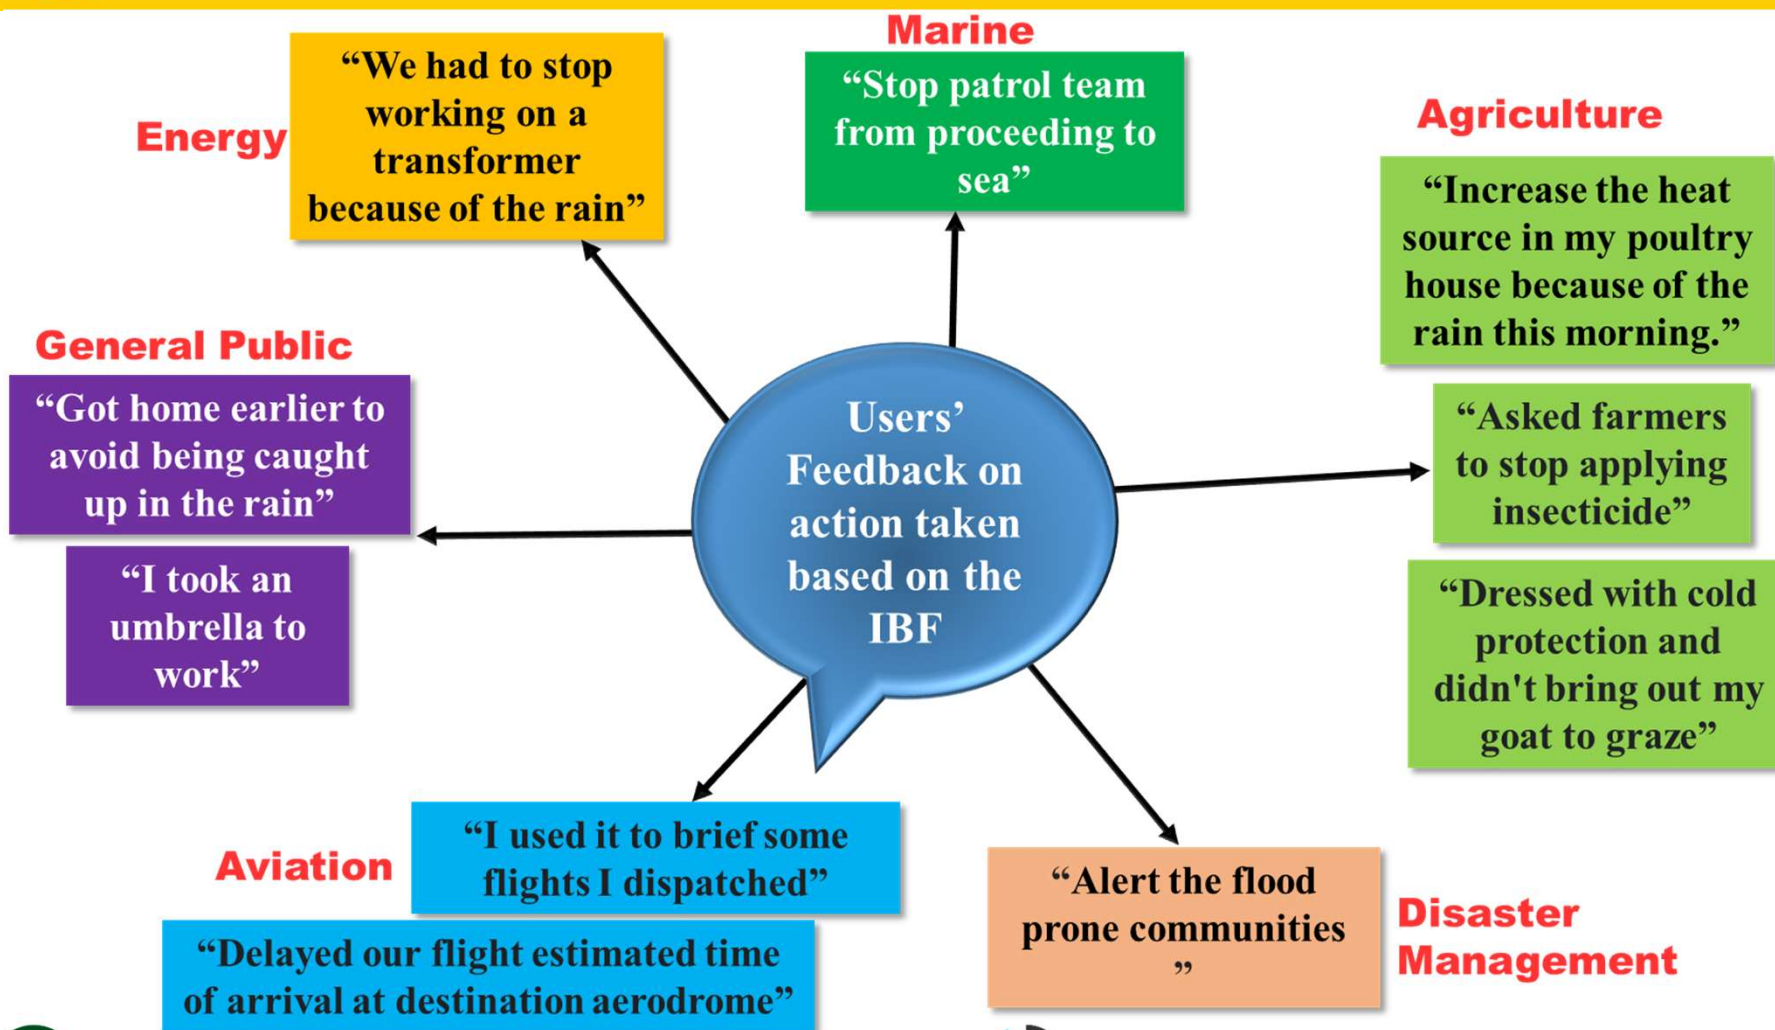 Marine
“Stop patrol team
from proceeding to
sea”
Energy
“We had to stop
working on a
transformer
because of the rain”
Agriculture
“Increase the heat
source in my poultry
house because of the
rain this morning.”
“Asked farmers
to stop applying
insecticide”
“Dressed with cold
protection and
didn't bring out my
goat to graze”
General Public
“Got home earlier to
avoid being caught
up in the rain”
“I took an
umbrella to
work”
Users’
Feedback on
action taken
based on the
IBF
Aviation
“I used it to brief some
flights I dispatched”
“Delayed our flight estimated time
of arrival at destination aerodrome”
“Alert the flood
prone communities
”
Disaster
Management